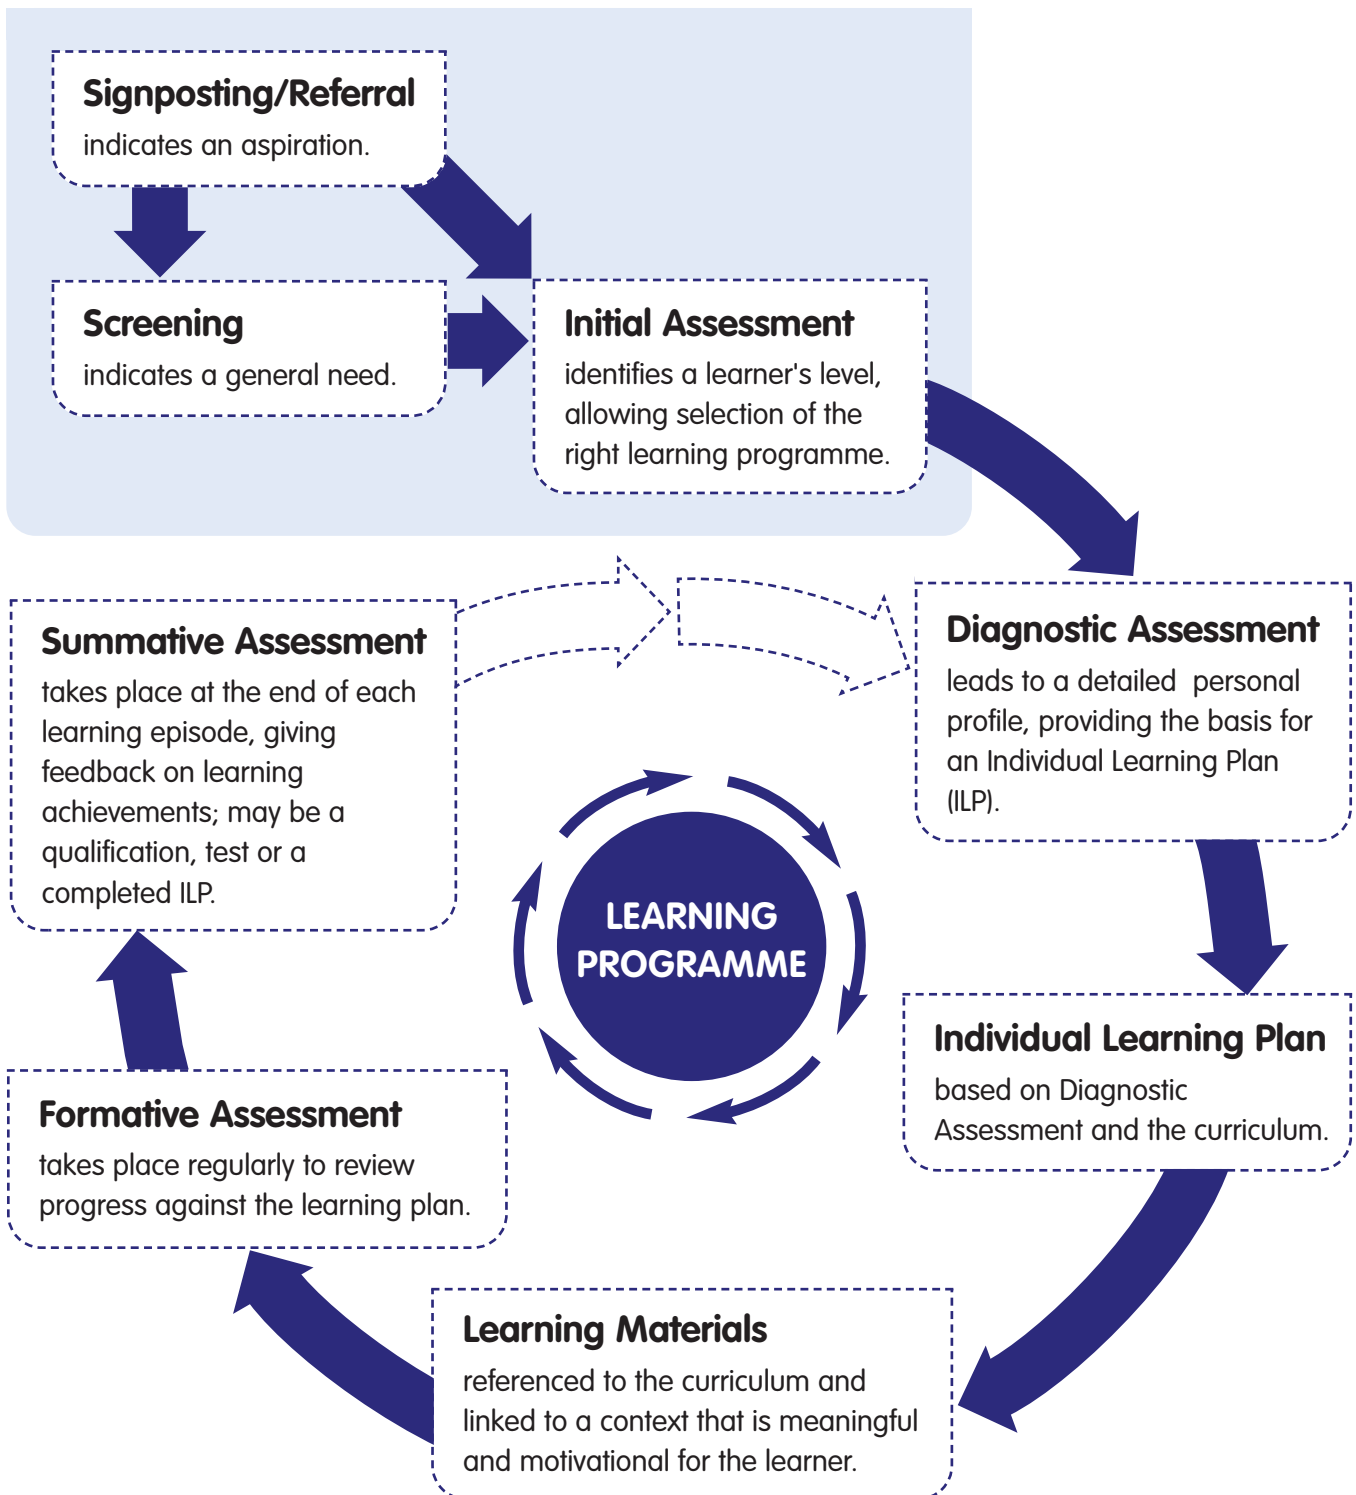 Signposting/Referral
indicates an aspiration.
Screening
indicates a general need.
Initial Assessment
identifies a learner's level,
allowing selection of the
right learning programme.
Diagnostic Assessment
leads to a detailed  personal
profile, providing the basis for
an Individual Learning Plan
(ILP).
Individual Learning Plan
based on Diagnostic
Assessment and the curriculum.
Learning Materials
referenced to the curriculum and
linked to a context that is meaningful
and motivational for the learner.
Formative Assessment
takes place regularly to review
progress against the learning plan.
Summative Assessment
takes place at the end of each
learning episode, giving
feedback on learning
achievements; may be a
qualification, test or a
completed ILP.
LEARNING
PROGRAMME